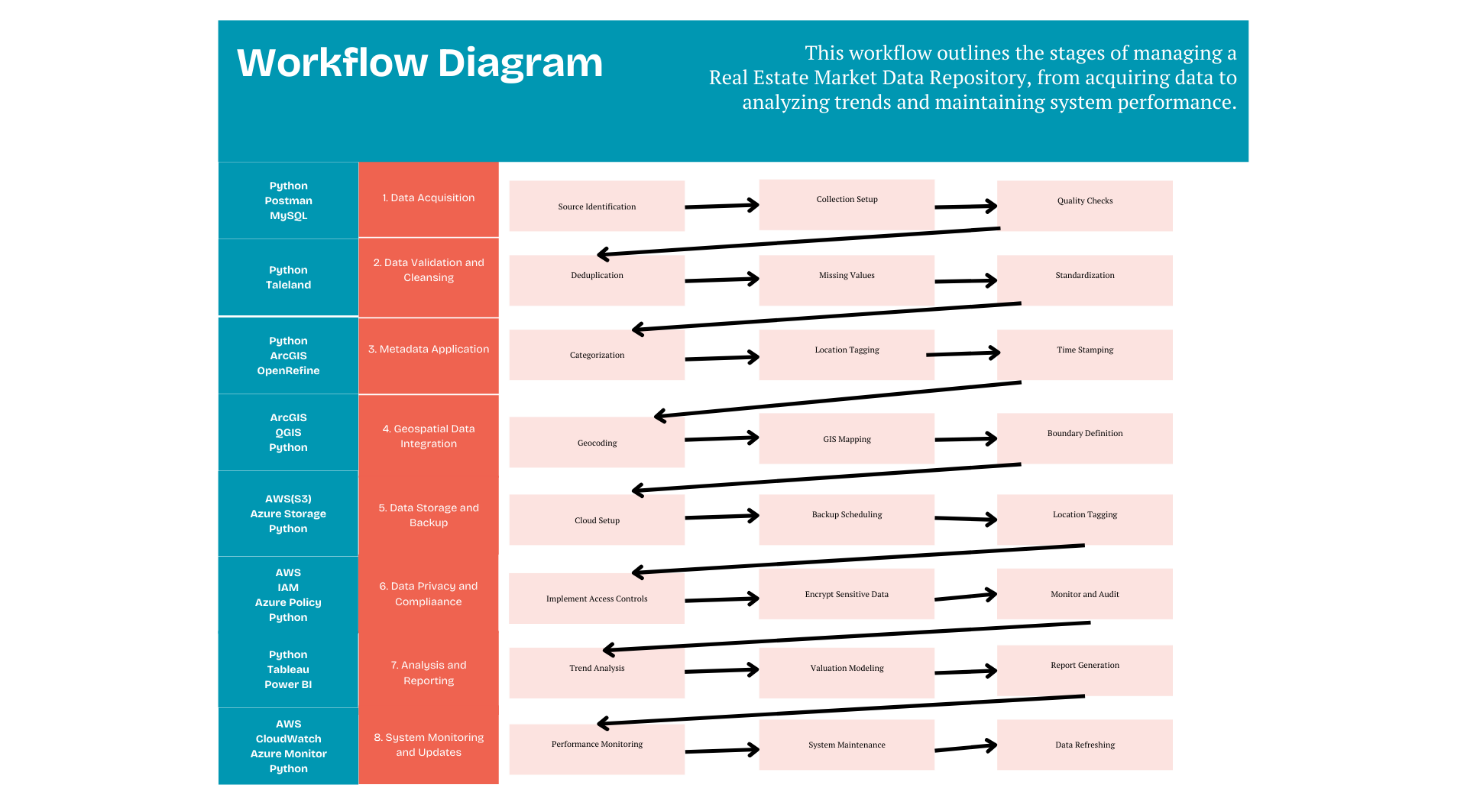 Workflow Diagram
This workflow outlines the stages of managing a
Real Estate Market Data Repository, from acquiring data to
analyzing trends and maintaining system performance.
Python
Postman
MySQL
1. Data Acquisition
Source Identification
Collection Setup
Quality Checks
Python
Taleland
2. Data Validation and
Cleansing
Deduplication
Missing Values
Standardization
Python
ArcGIS
OpenRefine
3. Metadata Application
Categorization
Location Tagging
Time Stamping
ArcGIS
QGIS
Python
4. Geospatial Data
Integration
Geocoding
GIS Mapping
Boundary Definition
AWS(S3)
Azure Storage
Python
5. Data Storage and
Backup
Cloud Setup
Backup Scheduling
Location Tagging
AWS
IAM
Azure Policy
Python
6. Data Privacy and
Compliaance
Implement Access Controls
Encrypt Sensitive Data
Monitor and Audit
Python
Tableau
Power BI
7. Analysis and
Reporting
Trend Analysis
Valuation Modeling
Report Generation
AWS
CloudWatch
Azure Monitor
Python
8. System Monitoring
and Updates
Performance Monitoring
System Maintenance
Data Refreshing